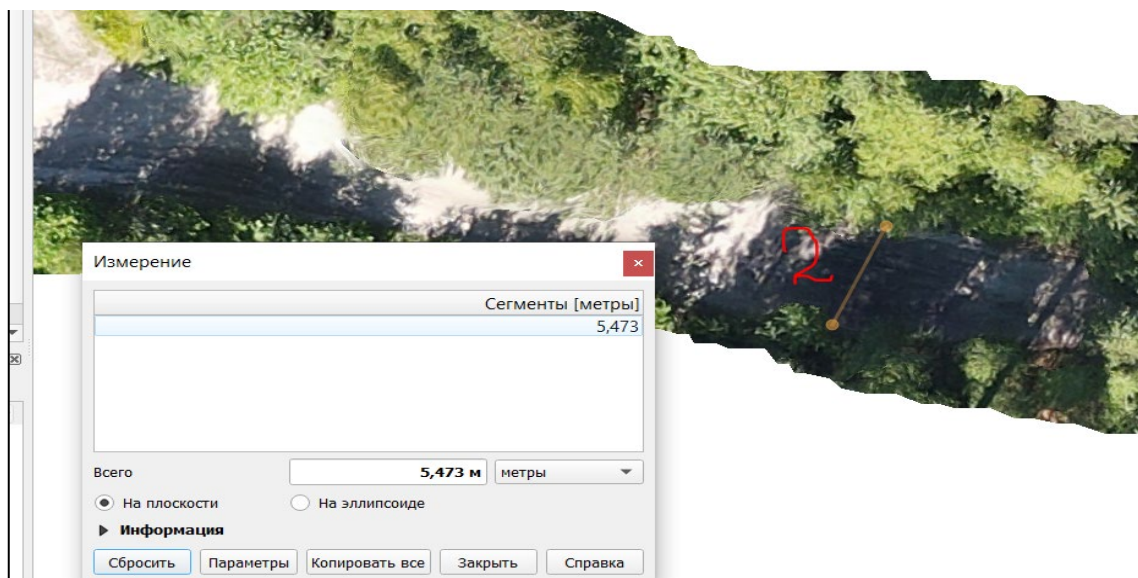 2
Измерение
Сегменты [метры]
5,473
Всего
5,473 м
метры
На плоскости
На эллипсоиде
Информация
Сбросить
Параметры
Копировать все
Закрыть
Справка